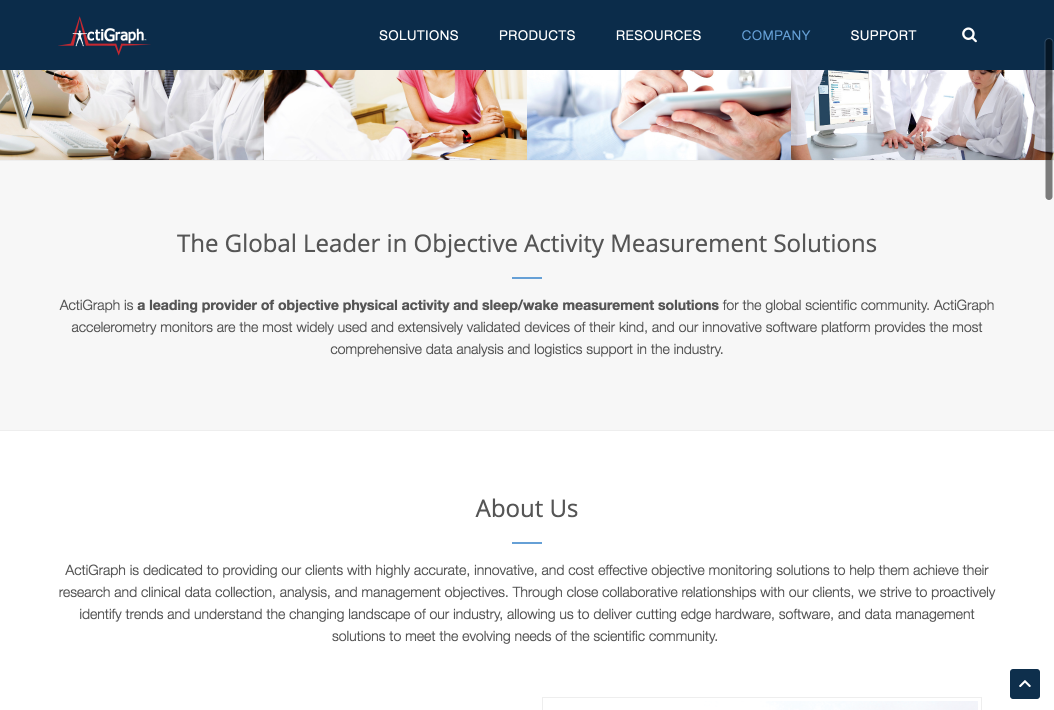 ActiGraph
SOLUTIONS
PRODUCTS
RESOURCES
COMPANY
SUPPORT
The Global Leader in Objective Activity Measurement Solutions
ActiGraph is a leading provider of objective physical activity and sleep/wake measurement solutions for the global scientific community. ActiGraph
accelerometry monitors are the most widely used and extensively validated devices of their kind, and our innovative software platform provides the most
comprehensive data analysis and logistics support in the industry.
About Us
ActiGraph is dedicated to providing our clients with highly accurate, innovative, and cost effective objective monitoring solutions to help them achieve their
research and clinical data collection, analysis, and management objectives. Through close collaborative relationships with our clients, we strive to proactively
identify trends and understand the changing landscape of our industry, allowing us to deliver cutting edge hardware, software, and data management
solutions to meet the evolving needs of the scientific community.